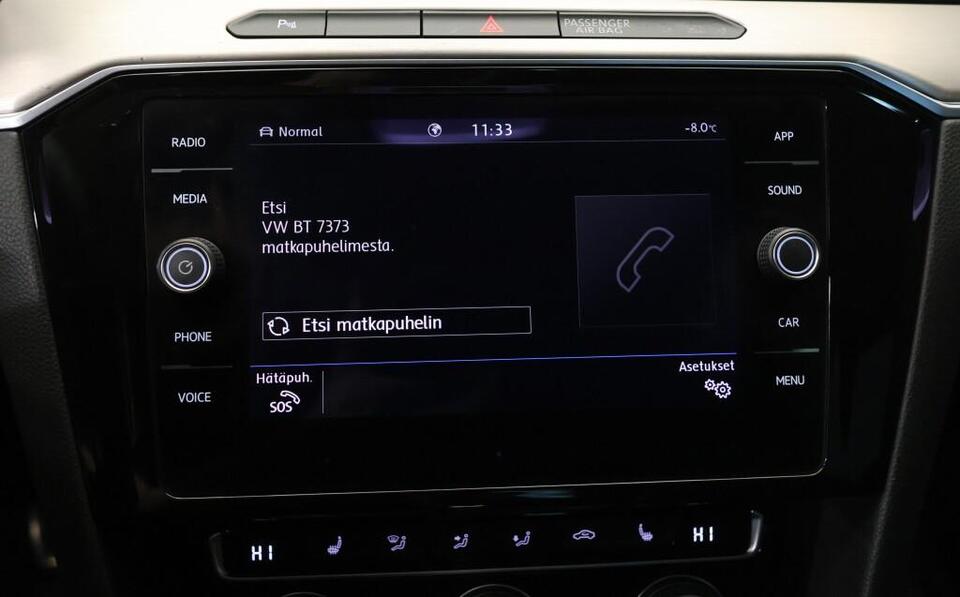 P
PASSENGER
AIR BAG
RADIO
MEDIA
PHONE
VOICE
Normal
11:33
-8.0°C
Etsi
VW BT 7373
matkapuhelimesta.
Etsi matkapuhelin
Hätäpuh.
SOS
Asetukset
APP
SOUND
CAR
MENU
HI
HI